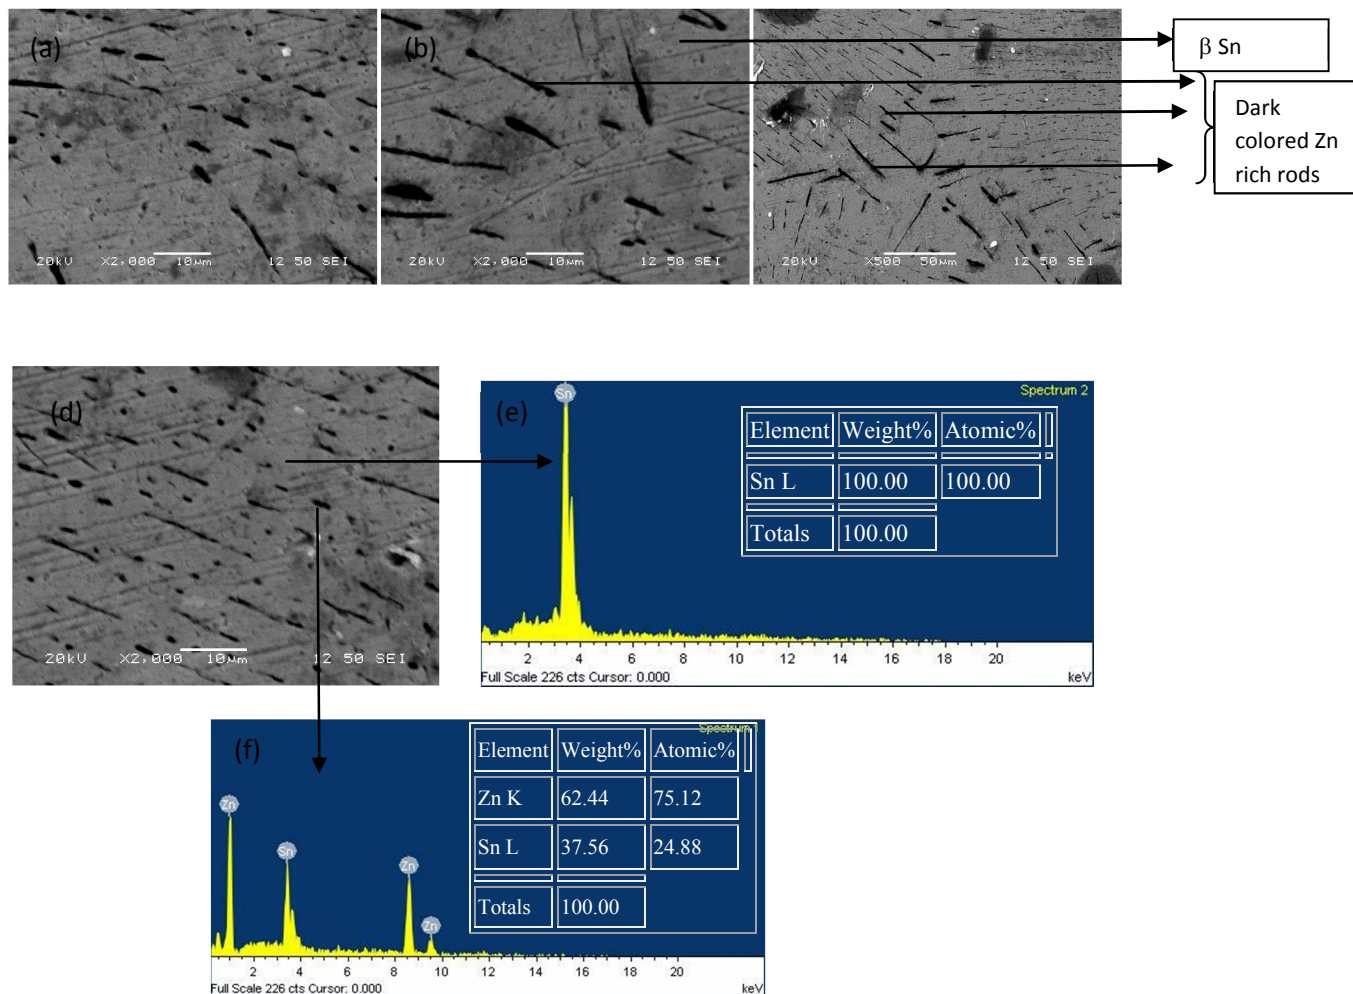 (a)
20kV X2,000 10μm 12 50 SEI
(b)
20kV X2,000 10μm 12 50 SEI
20kV X500 50μm 12 50 SEI
β Sn
Dark
colored Zn
rich rods
(d)
20kV X2,000 10μm 12 50 SEI
(e)
Spectrum 2
Sn
Element Weight% Atomic%
Sn L 100.00 100.00
Totals 100.00
2 4 6 8 10 12 14 16 18 20
Full Scale 226 cts Cursor: 0.000 keV
(f)
Spectrum 1
Zn
Sn
Zn
Zn
Element Weight% Atomic%
Zn K 62.44 75.12
Sn L 37.56 24.88
Totals 100.00
2 4 6 8 10 12 14 16 18 20
Full Scale 226 cts Cursor: 0.000 keV